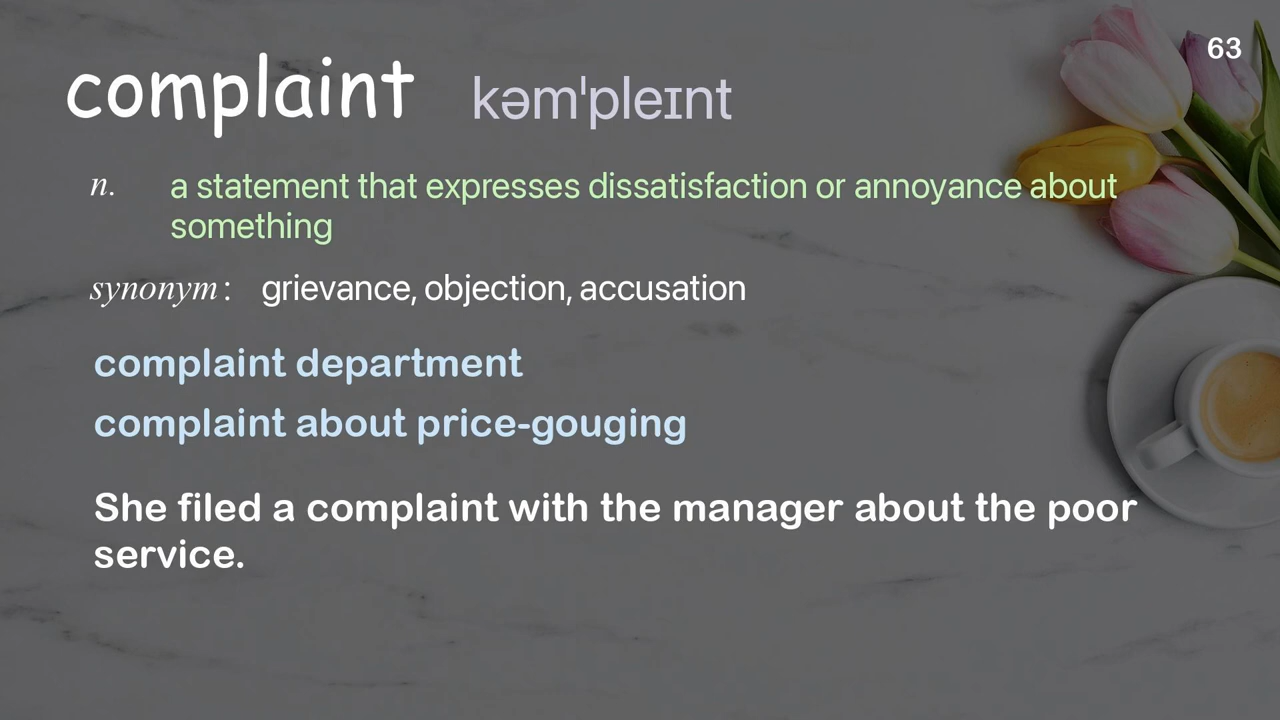 63
complaint kəmˈpleɪnt
n. a statement that expresses dissatisfaction or annoyance about
something
synonym: grievance, objection, accusation
complaint department
complaint about price-gouging
She filed a complaint with the manager about the poor
service.